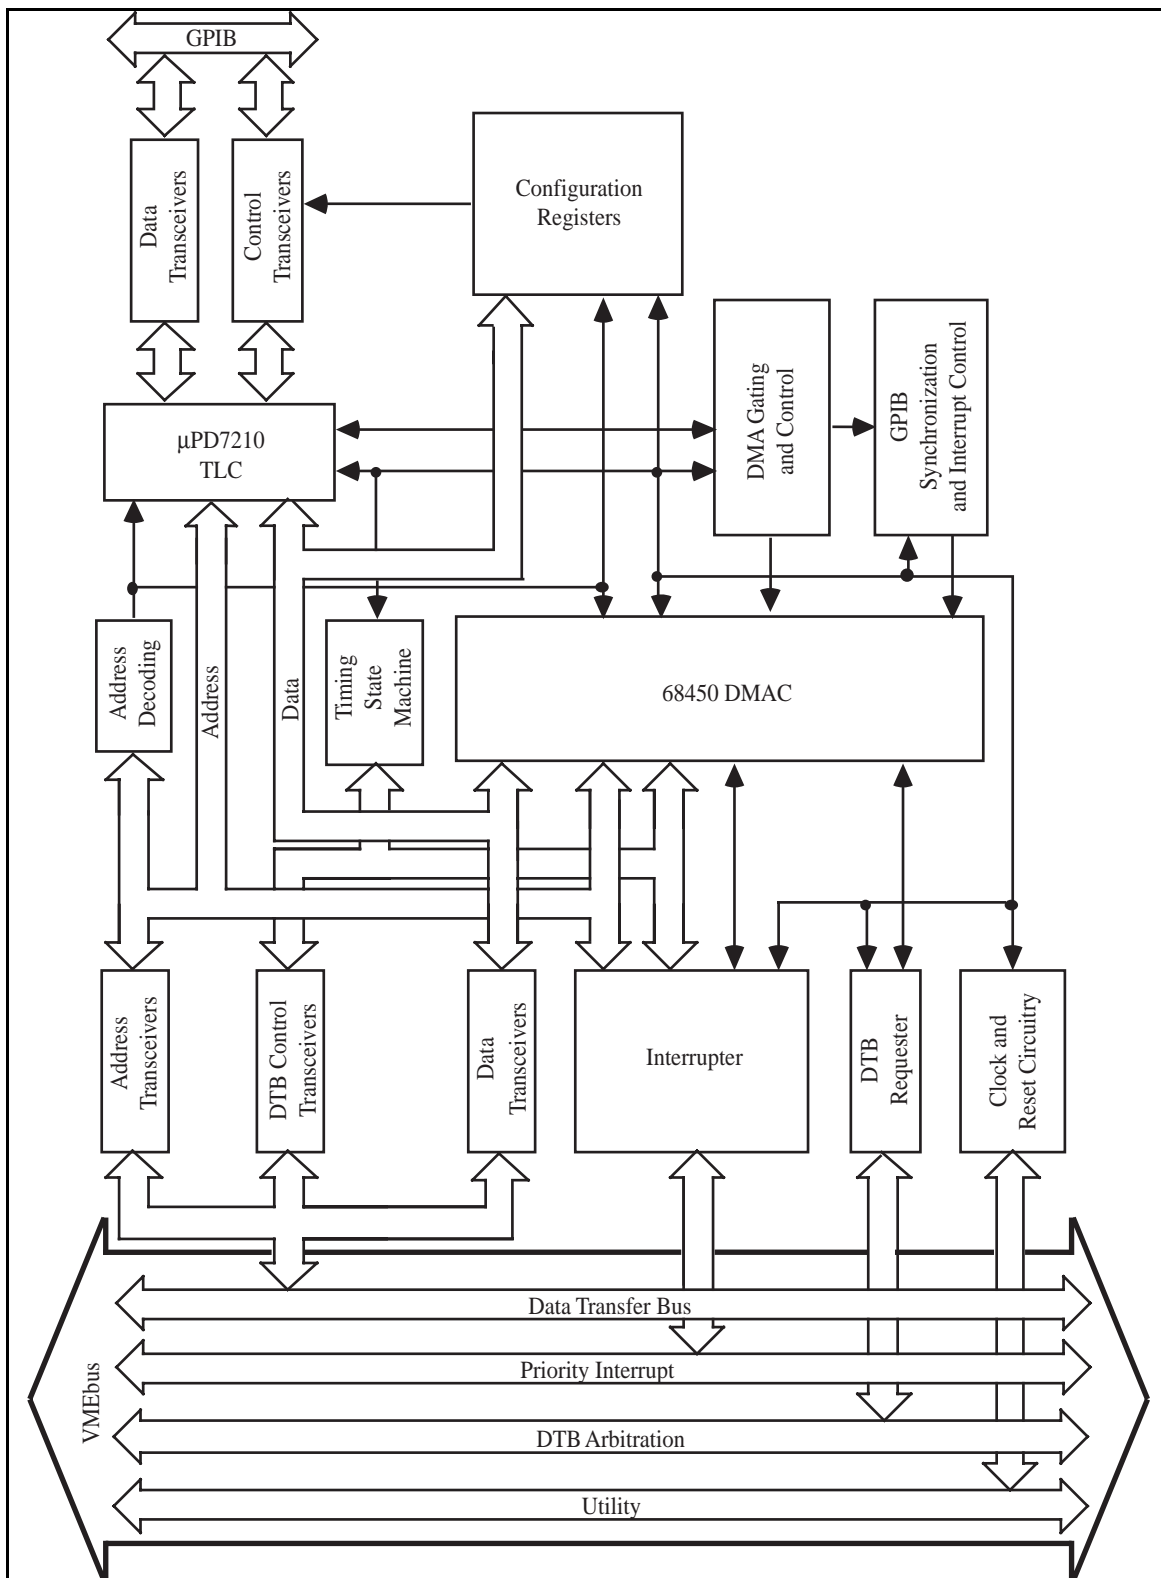 GPIB
Data
Transceivers
Control
Transceivers
Configuration
Registers
µPD7210
TLC
DMA Gating
and Control
GPIB
Synchronization
and Interrupt Control
Address
Decoding
Address
Data
Timing
State
Machine
68450 DMAC
Address
Transceivers
DTB Control
Transceivers
Data
Transceivers
Interrupter
DTB
Requester
Clock and
Reset Circuitry
VMEbus
Data Transfer Bus
Priority Interrupt
DTB Arbitration
Utility